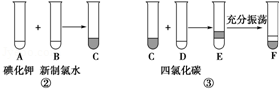 充分振荡
+ →
+ → →
A B C
C D E F
碘化钾 新制氯水
四氯化碳
② ③